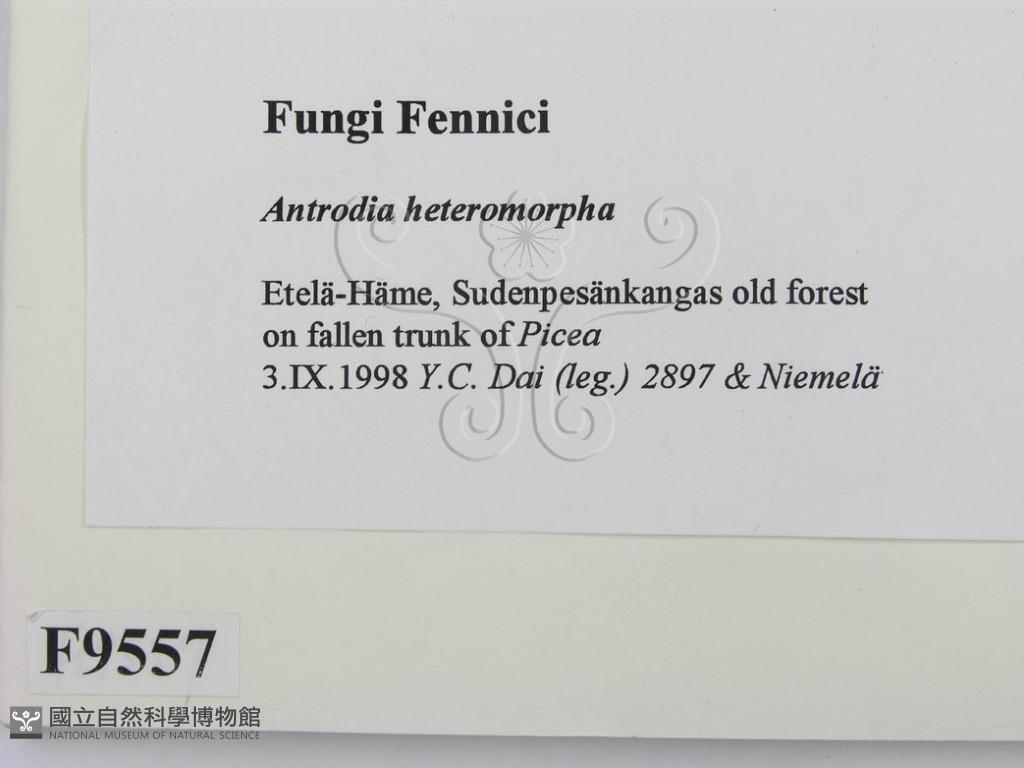 Fungi Fennici
Antrodia heteromorpha
Etelä-Häme, Sudenpesänkangas old forest
on fallen trunk of Picea
3.IX.1998 Y.C. Dai (leg.) 2897 & Niemelä
F9557
國立自然科學博物館
NATIONAL MUSEUM OF NATURAL SCIENCE